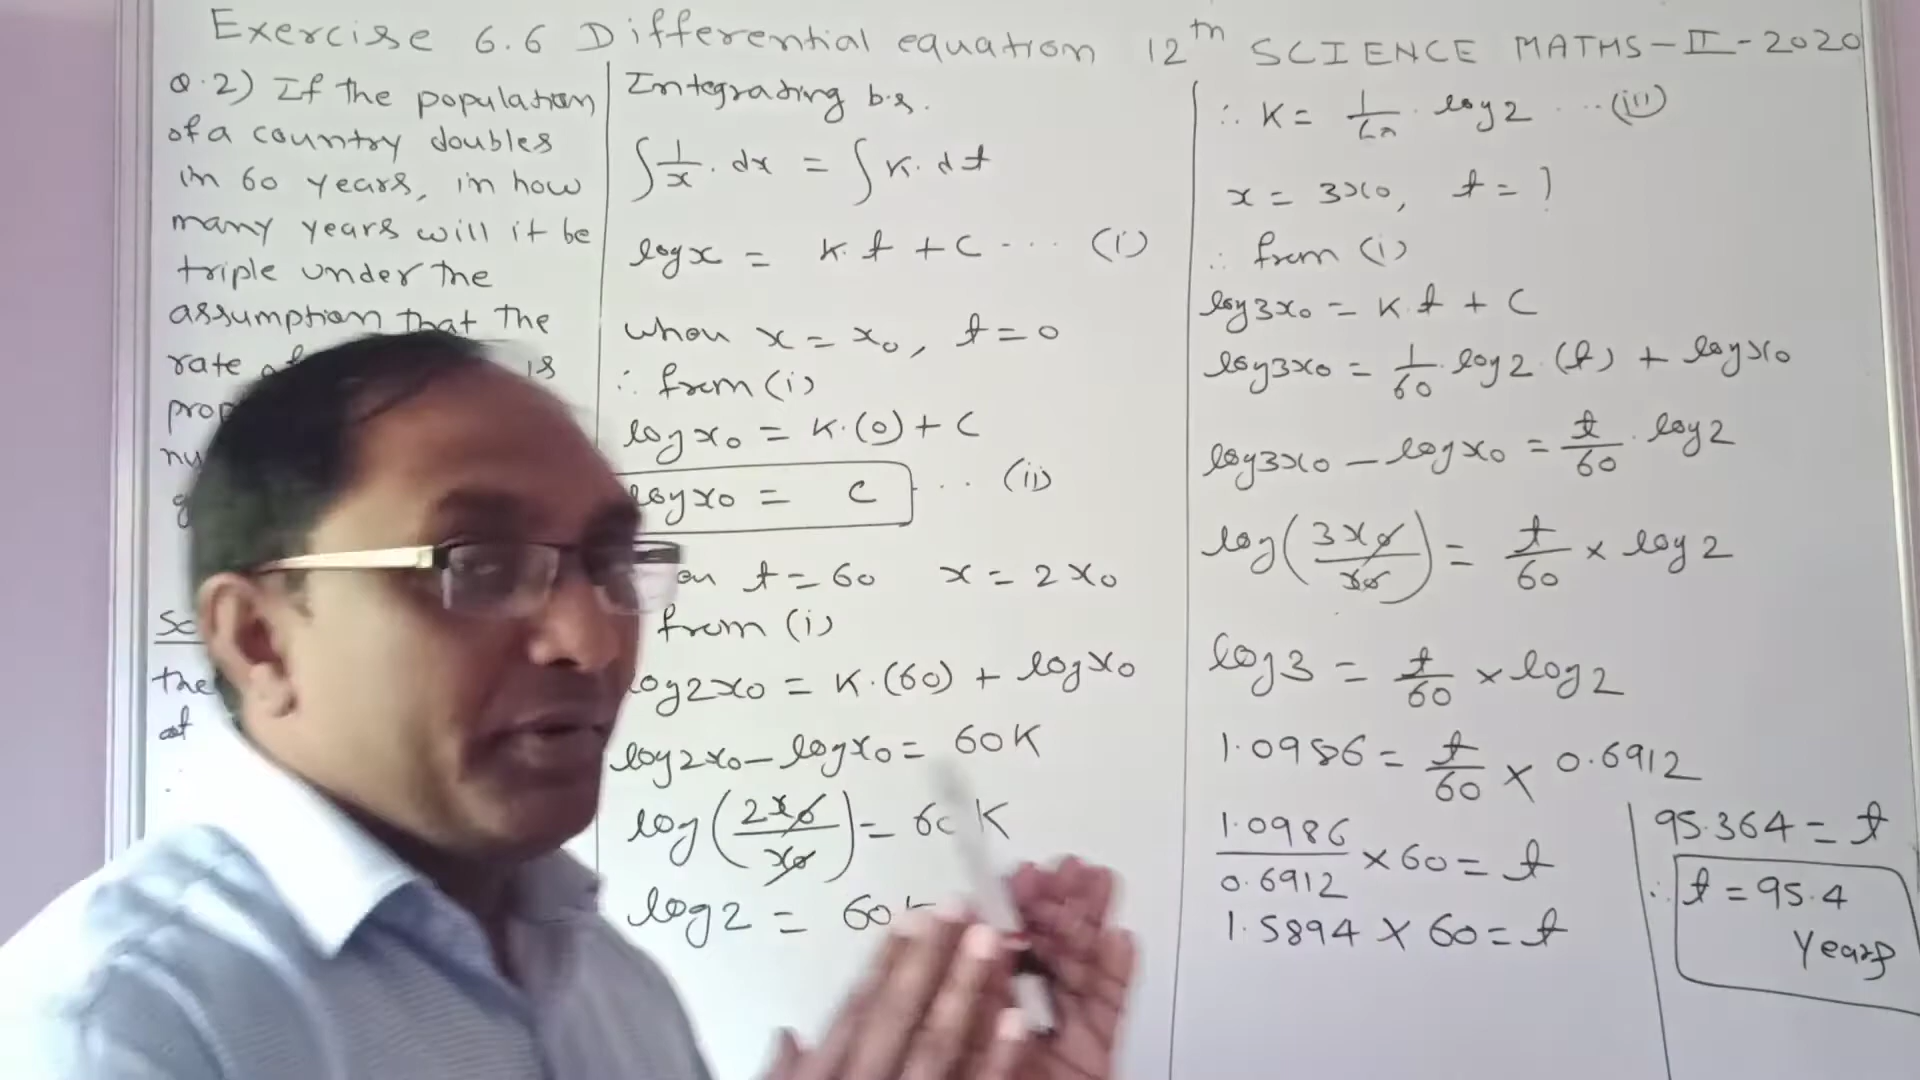 Exercise 6.6 Differential equation 12th SCIENCE MATHS-II-2020
Q.2) If the population
of a country doubles
in 60 years, in how
many years will it be
triple under the
assumption that the
rate is
the
at
Integrating b.s.
∫ 1/x . dx = ∫ K. dt
log x = K. t + C ... (i)
when x = x₀, t = 0
∴ from (i)
log x₀ = K.(0) + C
log x₀ = C ... (ii)
t = 60 x = 2x₀
from (i)
log 2x₀ = K.(60) + log x₀
log 2x₀ - log x₀ = 60K
log (2x₀/x₀) = 60K
log 2 = 60K
∴ K = 1/60 . log 2 ... (iii)
x = 3x₀, t = ?
∴ from (i)
log 3x₀ = K.t + C
log 3x₀ = 1/60 . log 2 . (t) + log x₀
log 3x₀ - log x₀ = t/60 . log 2
log (3x₀/x₀) = t/60 × log 2
log 3 = t/60 × log 2
1.0986 = t/60 × 0.6912
1.0986/0.6912 × 60 = t
1.5894 × 60 = t
95.364 = t
∴ t = 95.4
Years